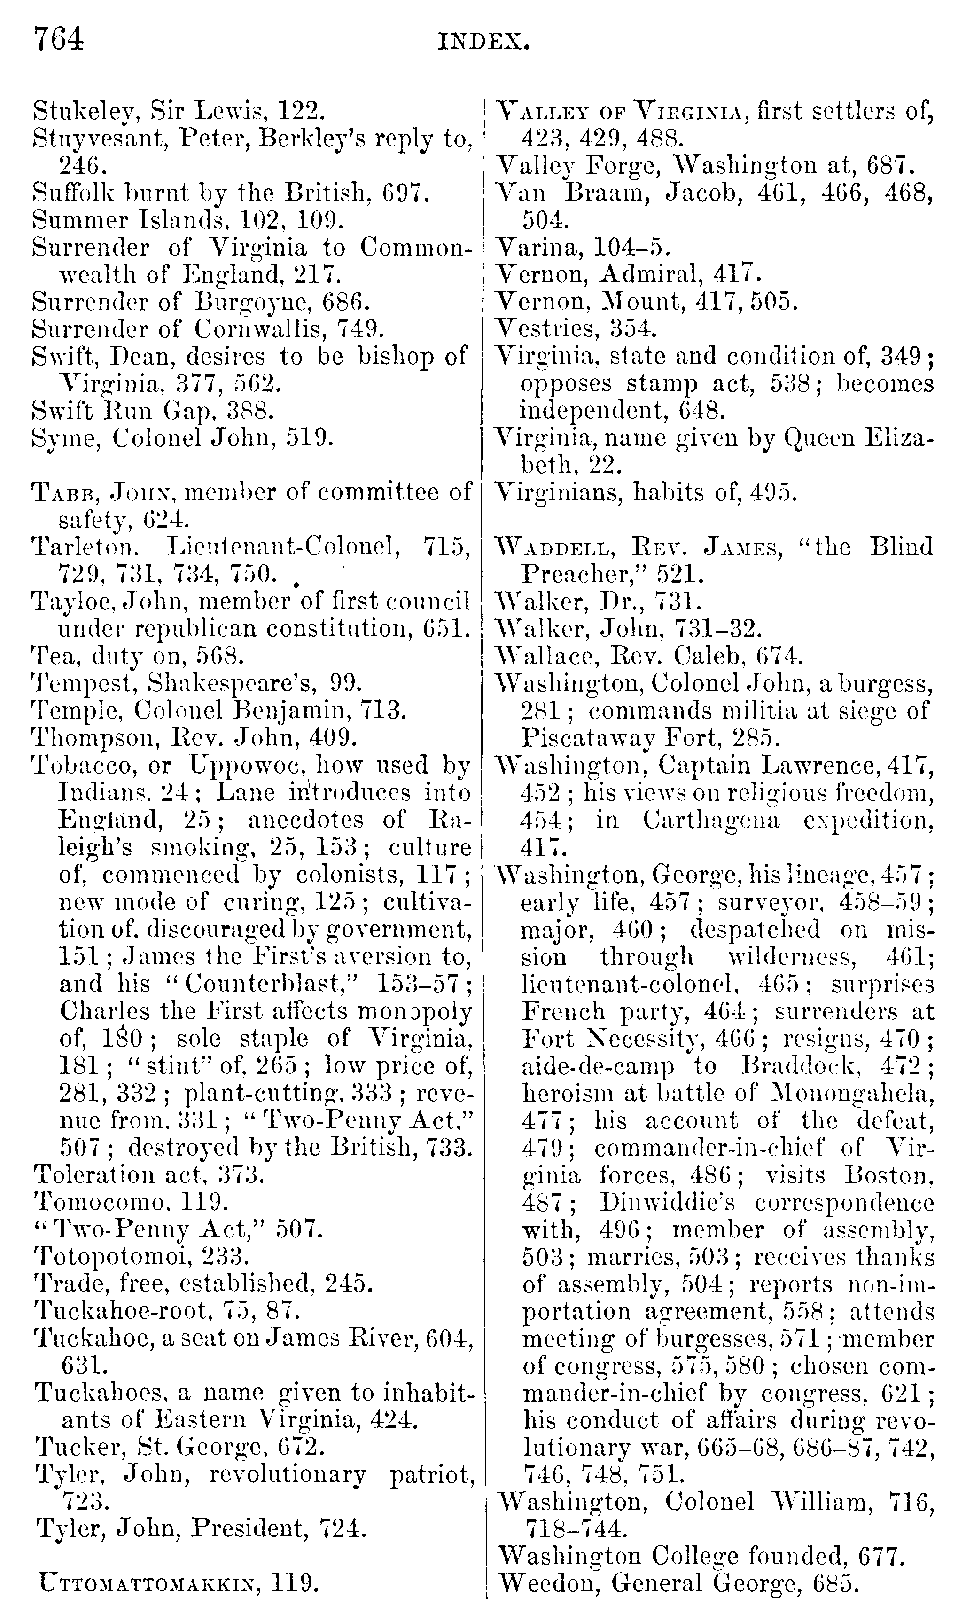 764
INDEX.
Stukeley, Sir Lewis, 122.
Stuyvesant, Peter, Berkley's reply to,
246.
Suffolk burnt by the British, 697.
Summer Islands, 102, 109.
Surrender of Virginia to Common-
wealth of England, 217.
Surrender of Burgoyne, 686.
Surrender of Cornwallis, 749.
Swift, Dean, desires to be bishop of
Virginia, 377, 562.
Swift Run Gap, 388.
Syme, Colonel John, 519.
TABB, JOHN, member of committee of
safety, 624.
Tarleton, Lieutenant-Colonel, 715,
729, 731, 734, 750.
Tayloe, John, member of first council
under republican constitution, 651.
Tea, duty on, 568.
Tempest, Shakespeare's, 99.
Temple, Colonel Benjamin, 713.
Thompson, Rev. John, 409.
Tobacco, or Uppowoc, how used by
Indians, 24; Lane introduces into
England, 25; anecdotes of Ra-
leigh's smoking, 25, 153; culture
of, commenced by colonists, 117;
new mode of curing, 125; cultiva-
tion of, discouraged by government,
151; James the First's aversion to,
and his "Counterblast," 153–57;
Charles the First affects monopoly
of, 180; sole staple of Virginia,
181; "stint" of, 265; low price of,
281, 332; plant-cutting, 333; reve-
nue from, 331; "Two-Penny Act,"
507; destroyed by the British, 733.
Toleration act, 373.
Tomocomo, 119.
"Two-Penny Act," 507.
Totopotomoi, 233.
Trade, free, established, 245.
Tuckahoe-root, 75, 87.
Tuckahoe, a seat on James River, 604,
631.
Tuckahoes, a name given to inhabit-
ants of Eastern Virginia, 424.
Tucker, St. George, 672.
Tyler, John, revolutionary patriot,
723.
Tyler, John, President, 724.
UTTOMATTOMAKKIN, 119.
VALLEY OF VIRGINIA, first settlers of,
423, 429, 488.
Valley Forge, Washington at, 687.
Van Braam, Jacob, 461, 466, 468,
504.
Varina, 104–5.
Vernon, Admiral, 417.
Vernon, Mount, 417, 505.
Vestries, 354.
Virginia, state and condition of, 349;
opposes stamp act, 538; becomes
independent, 648.
Virginia, name given by Queen Eliza-
beth, 22.
Virginians, habits of, 495.
WADDELL, REV. JAMES, "the Blind
Preacher," 521.
Walker, Dr., 731.
Walker, John, 731–32.
Wallace, Rev. Caleb, 674.
Washington, Colonel John, a burgess,
281; commands militia at siege of
Piscataway Fort, 285.
Washington, Captain Lawrence, 417,
452; his views on religious freedom,
454; in Carthagena expedition,
417.
Washington, George, his lineage, 457;
early life, 457; surveyor, 458–59;
major, 460; despatched on mis-
sion through wilderness, 461;
lieutenant-colonel, 465; surprises
French party, 464; surrenders at
Fort Necessity, 466; resigns, 470;
aide-de-camp to Braddock, 472;
heroism at battle of Monongahela,
477; his account of the defeat,
479; commander-in-chief of Vir-
ginia forces, 486; visits Boston,
487; Dinwiddie's correspondence
with, 496; member of assembly,
503; marries, 503; receives thanks
of assembly, 504; reports non-im-
portation agreement, 558; attends
meeting of burgesses, 571; member
of congress, 575, 580; chosen com-
mander-in-chief by congress, 621;
his conduct of affairs during revo-
lutionary war, 665–68, 686–87, 742,
746, 748, 751.
Washington, Colonel William, 716,
718–744.
Washington College founded, 677.
Weedon, General George, 685.